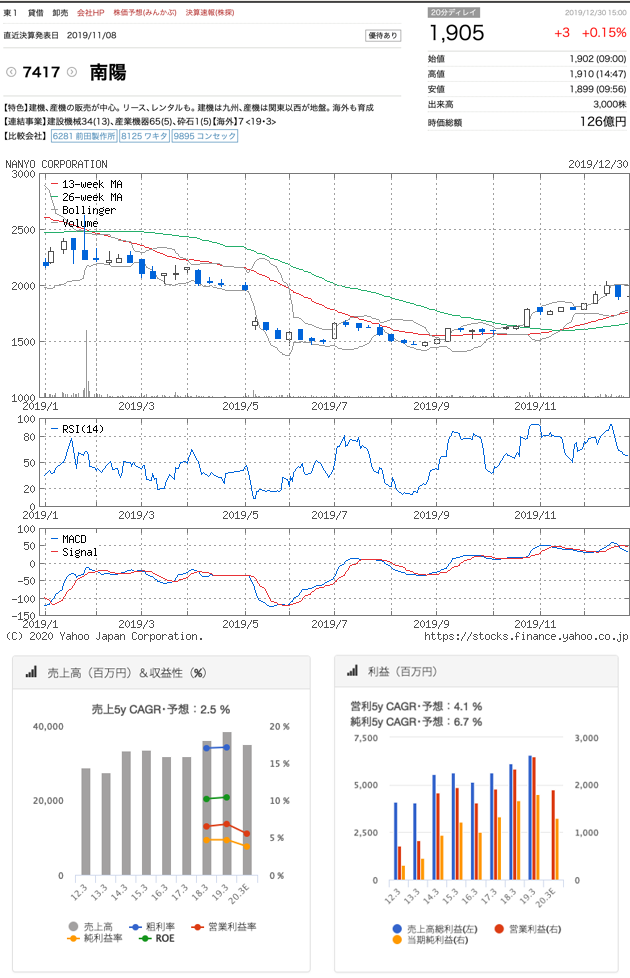 東1 貸借 卸売 会社HP 株価予想(みんかぶ) 決算速報(株探)
直近決算発表日 2019/11/08 優待あり
7417 南陽
【特色】建機、産機の販売が中心。リース、レンタルも。建機は九州、産機は関東以西が地盤。海外も育成
【連結事業】建設機械34(13)、産業機器65(5)、砕石1(5)【海外】7 <19・3>
【比較会社】 6281 前田製作所 8125 ワキタ 9895 コンセック
20分ディレイ 2019/12/30 15:00
1,905 +3 +0.15%
始値 1,902 (09:00)
高値 1,910 (14:47)
安値 1,899 (09:56)
出来高 3,000株
時価総額 126億円
NANYO CORPORATION 2019/12/30
3000
2500
2000
1500
1000
13-week MA
26-week MA
Bollinger
Volume
2019/1 2019/3 2019/5 2019/7 2019/9 2019/11
100
80
50
20
0
RSI(14)
2019/1 2019/3 2019/5 2019/7 2019/9 2019/11
100
50
0
-50
-100
-150
MACD
Signal
2019/1 2019/3 2019/5 2019/7 2019/9 2019/11
(C) 2020 Yahoo Japan Corporation. https://stocks.finance.yahoo.co.jp
売上高（百万円）＆収益性（%）
売上5y CAGR・予想：2.5 %
40,000
20,000
0
20 %
15 %
10 %
5 %
0 %
12.3 13.3 14.3 15.3 16.3 17.3 18.3 19.3 20.3E
売上高 粗利率 営業利益率
純利益率 ROE
利益（百万円）
営利5y CAGR・予想：4.1 %
純利5y CAGR・予想：6.7 %
7,500
5,000
2,500
0
3,000
2,000
1,000
0
12.3 13.3 14.3 15.3 16.3 17.3 18.3 19.3 20.3E
売上高総利益(左) 営業利益(右)
当期純利益(右)